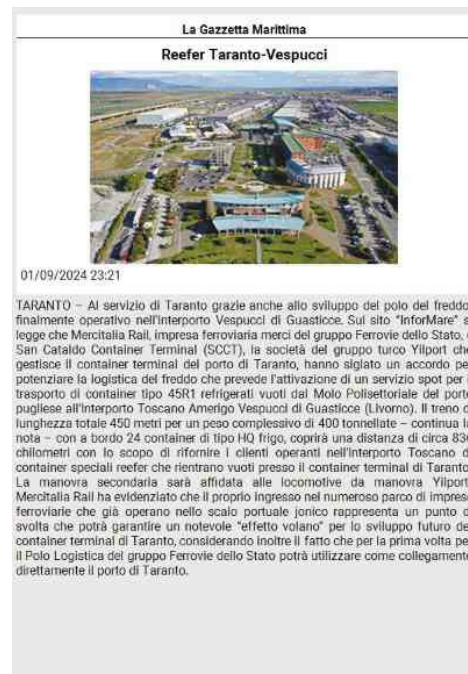 La Gazzetta Marittima
Reefer Taranto-Vespucci
01/09/2024 23:21
TARANTO – Al servizio di Taranto grazie anche allo sviluppo del polo del freddo
finalmente operativo nell'interporto Vespucci di Guasticce. Sul sito "InforMare" s
legge che Mercitalia Rail, impresa ferroviaria merci del gruppo Ferrovie dello Stato,
San Cataldo Container Terminal (SCCT), la società del gruppo turco Yilport che
gestisce il container terminal del porto di Taranto, hanno siglato un accordo per
potenziare la logistica del freddo che prevede l'attivazione di un servizio spot per
trasporto di container tipo 45R1 refrigerati vuoti dal Molo Polisettoriale del porto
pugliese all'Interporto Toscano Amerigo Vespucci di Guasticce (Livorno). Il treno d
lunghezza totale 450 metri per un peso complessivo di 400 tonnellate – continua la
nota – con a bordo 24 container di tipo HQ frigo, coprirà una distanza di circa 830
chilometri con lo scopo di rifornire i clienti operanti nell'Interporto Toscano d
container speciali reefer che rientrano vuoti presso il container terminal di Taranto
La manovra secondaria sarà affidata alle locomotive da manovra Yilport
Mercitalia Rail ha evidenziato che il proprio ingresso nel numeroso parco di imprese
ferroviarie che già operano nello scalo portuale jonico rappresenta un punto d
svolta che potrà garantire un notevole "effetto volano" per lo sviluppo futuro de
container terminal di Taranto, considerando inoltre il fatto che per la prima volta pe
il Polo Logistica del gruppo Ferrovie dello Stato potrà utilizzare come collegamento
direttamente il porto di Taranto.